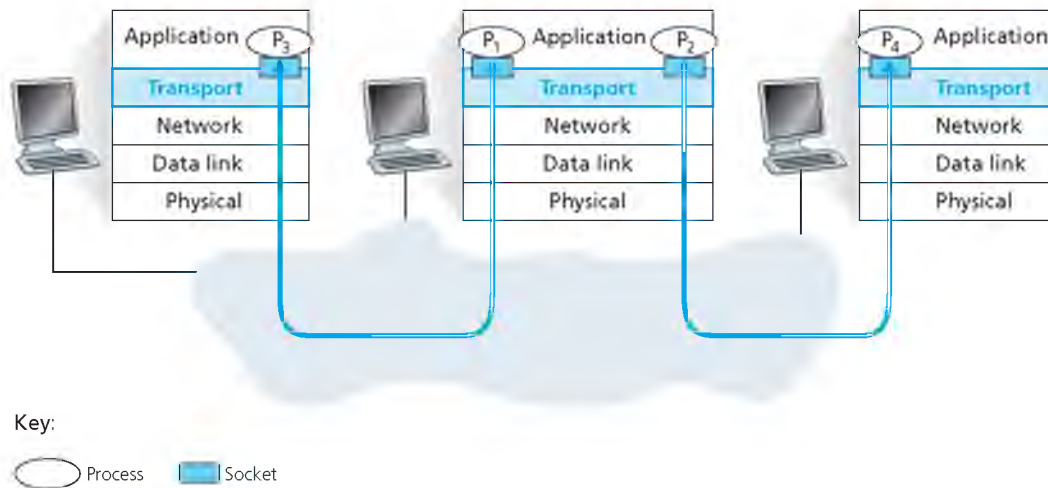 Application P3
Transport
Network
Data link
Physical
P1 Application P2
Transport
Network
Data link
Physical
P4 Application
Transport
Network
Data link
Physical
Key:
Process
Socket